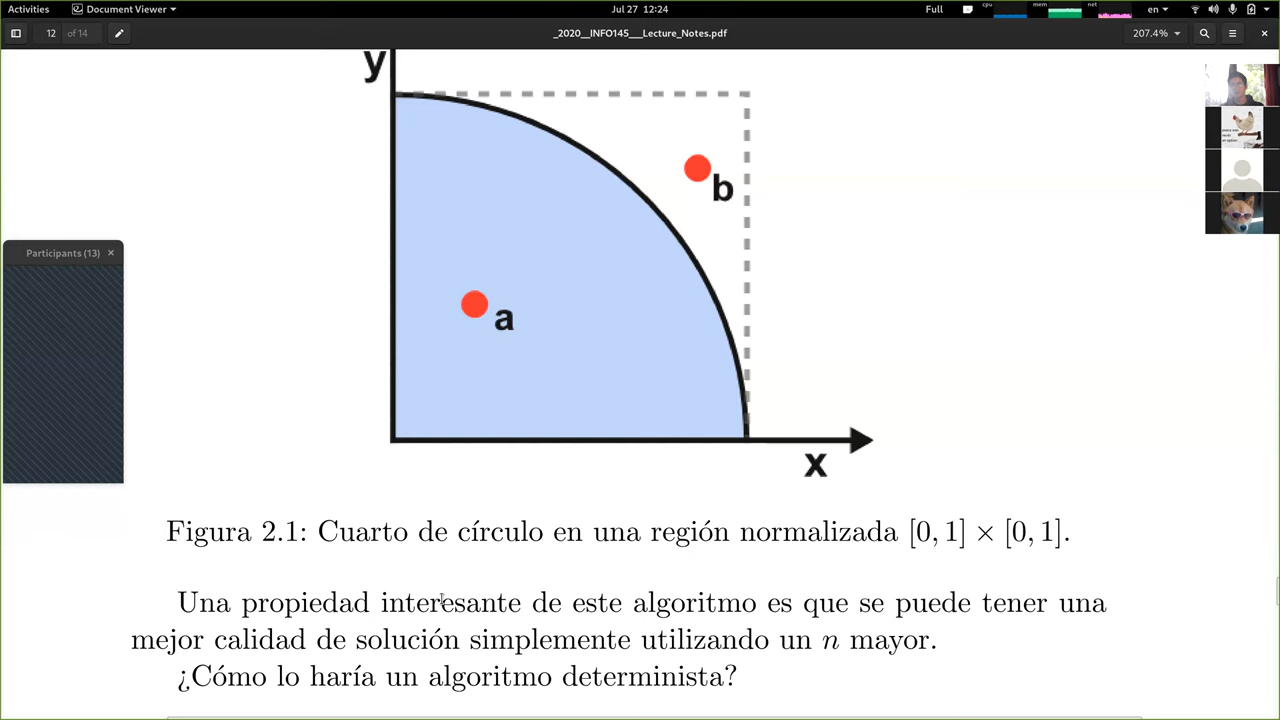 Activities
Document Viewer
Jul 27 12:24
Full
cpu
mem
net
en
12
of 14
_2020__INFO145___Lecture_Notes.pdf
207.4%
y
b
a
x
Participants (13)
Figura 2.1: Cuarto de círculo en una región normalizada [0, 1] × [0, 1].
Una propiedad interesante de este algoritmo es que se puede tener una
mejor calidad de solución simplemente utilizando un n mayor.
¿Cómo lo haría un algoritmo determinista?